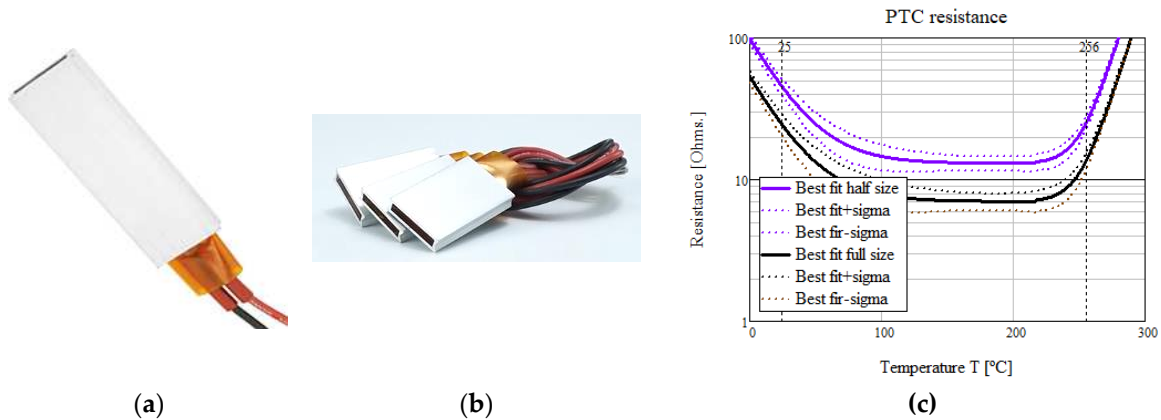 PTC resistance
100
25
256
10
1
Resistance [Ohms.]
Best fit half size
Best fit+sigma
Best fir-sigma
Best fit full size
Best fit+sigma
Best fir-sigma
0
100
200
300
Temperature T [ºC]
(a)
(b)
(c)